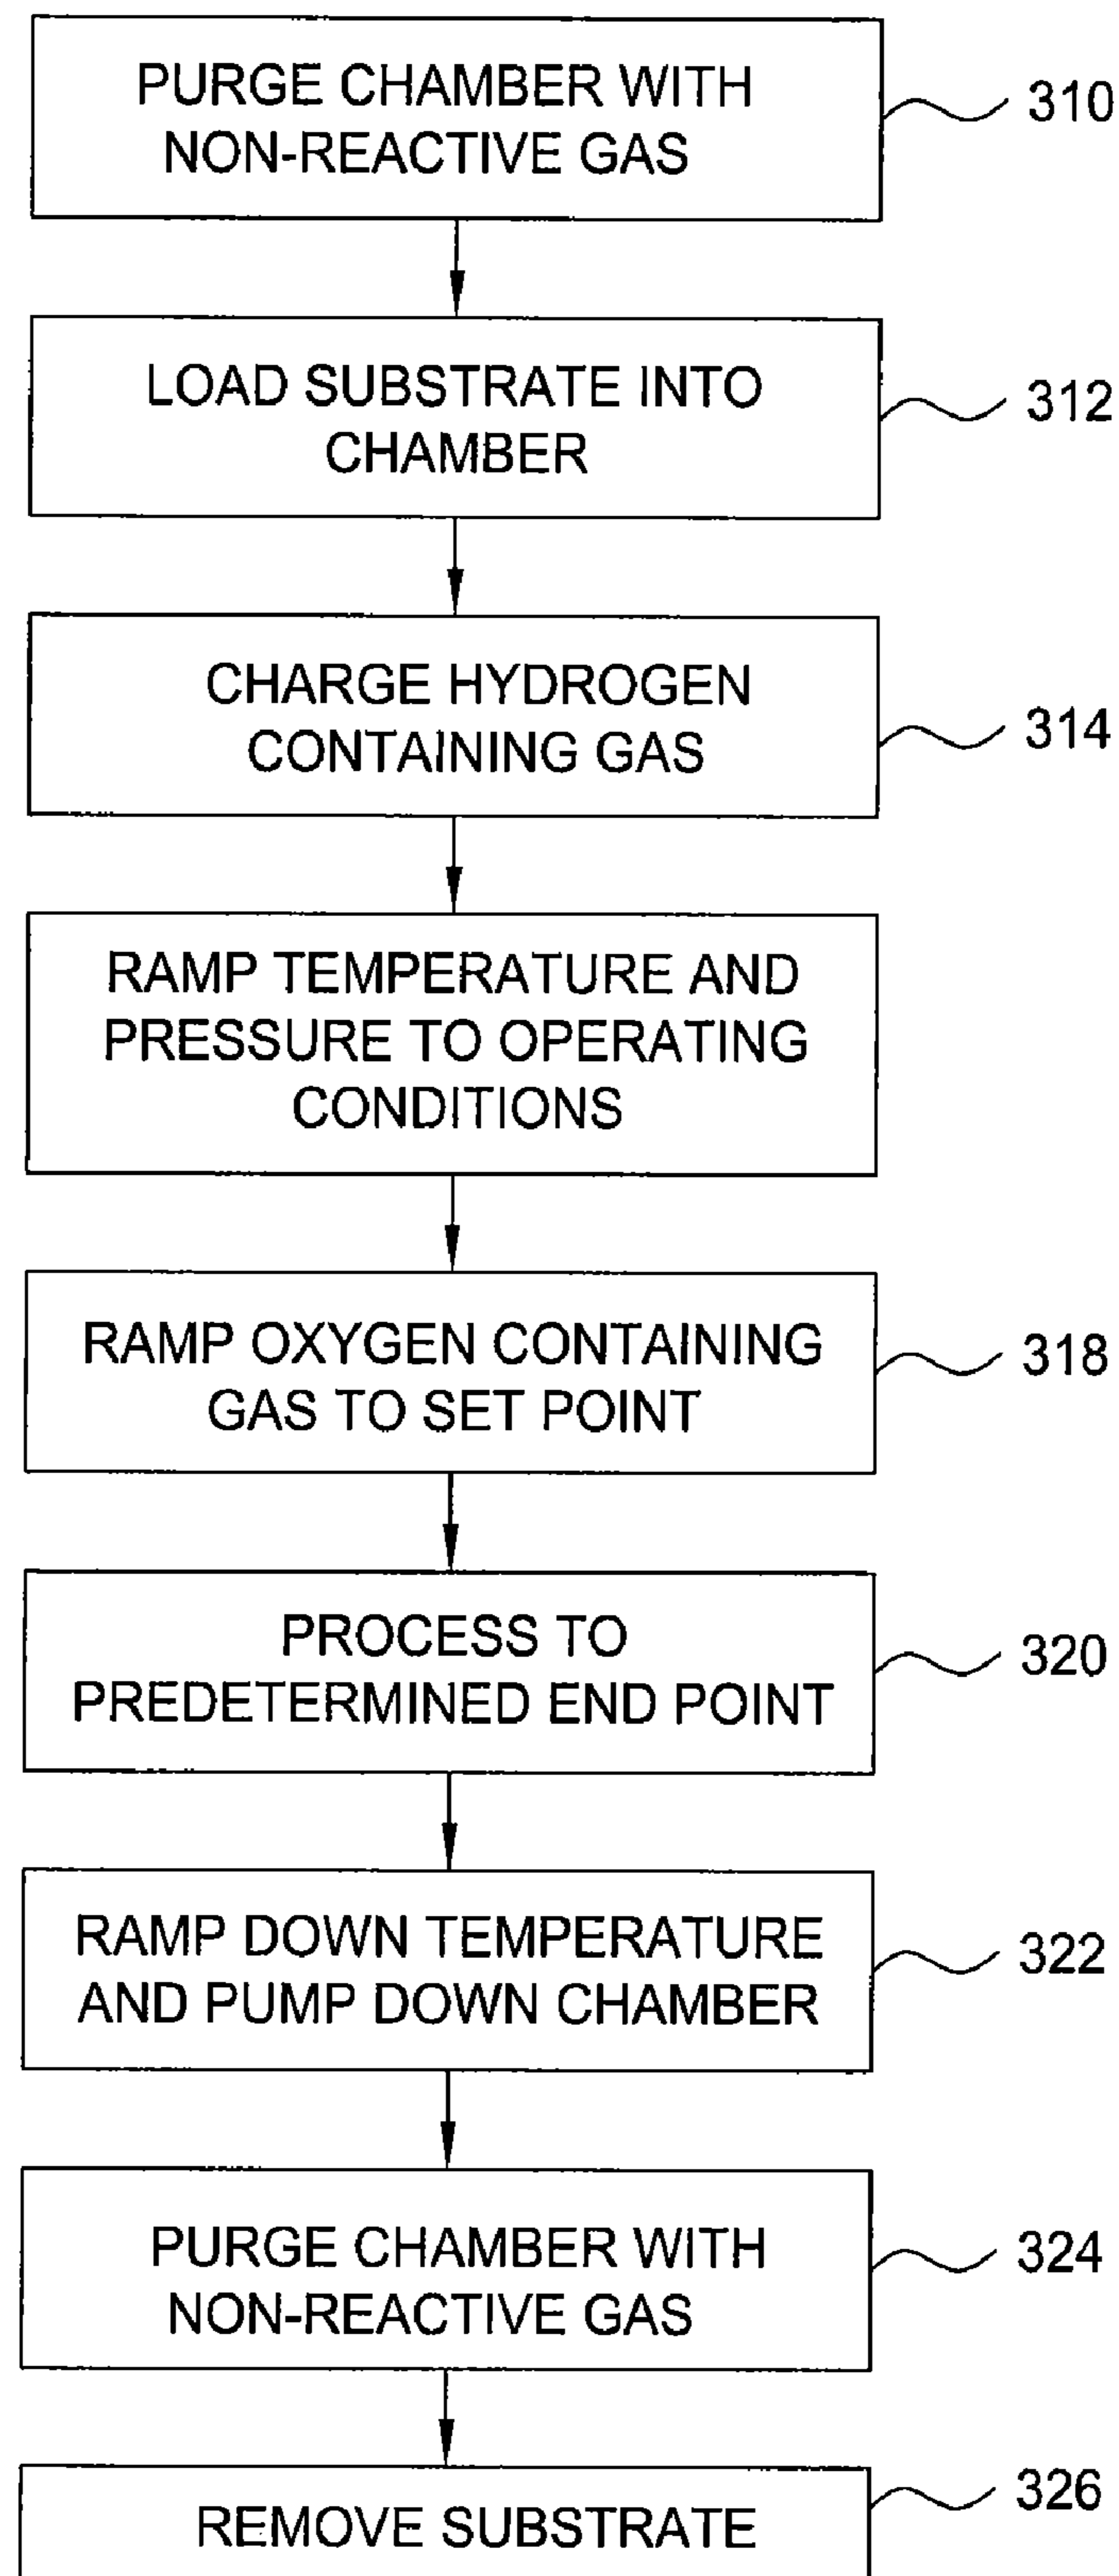 PURGE CHAMBER WITH
NON-REACTIVE GAS
310
LOAD SUBSTRATE INTO
CHAMBER
312
CHARGE HYDROGEN
CONTAINING GAS
314
RAMP TEMPERATURE AND
PRESSURE TO OPERATING
CONDITIONS
RAMP OXYGEN CONTAINING
GAS TO SET POINT
318
PROCESS TO
PREDETERMINED END POINT
320
RAMP DOWN TEMPERATURE
AND PUMP DOWN CHAMBER
322
PURGE CHAMBER WITH
NON-REACTIVE GAS
324
REMOVE SUBSTRATE
326